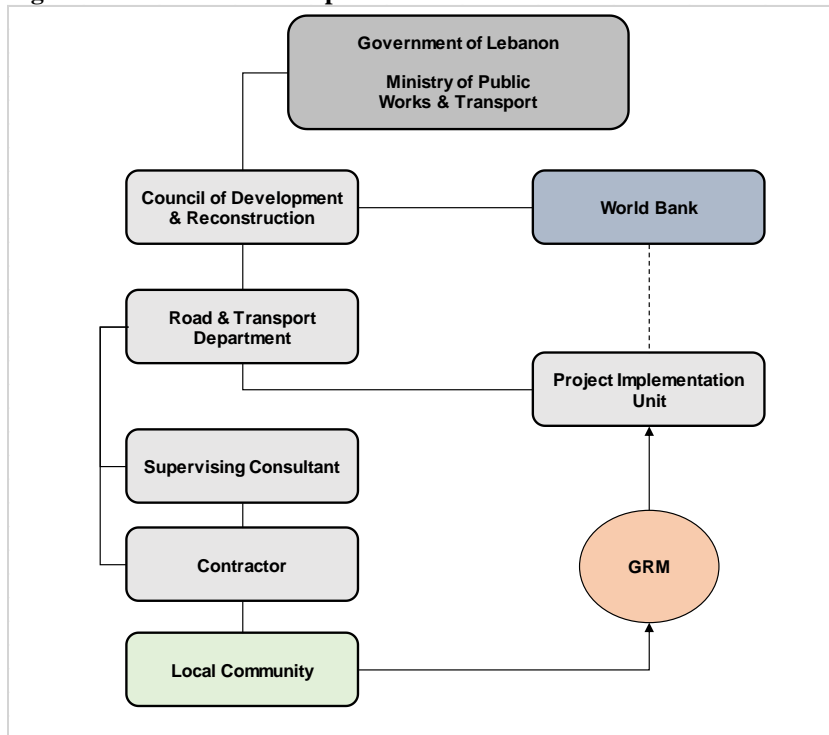 Government of Lebanon
Ministry of Public
Works & Transport
Council of Development
& Reconstruction
World Bank
Road & Transport
Department
Project Implementation
Unit
Supervising Consultant
Contractor
GRM
Local Community